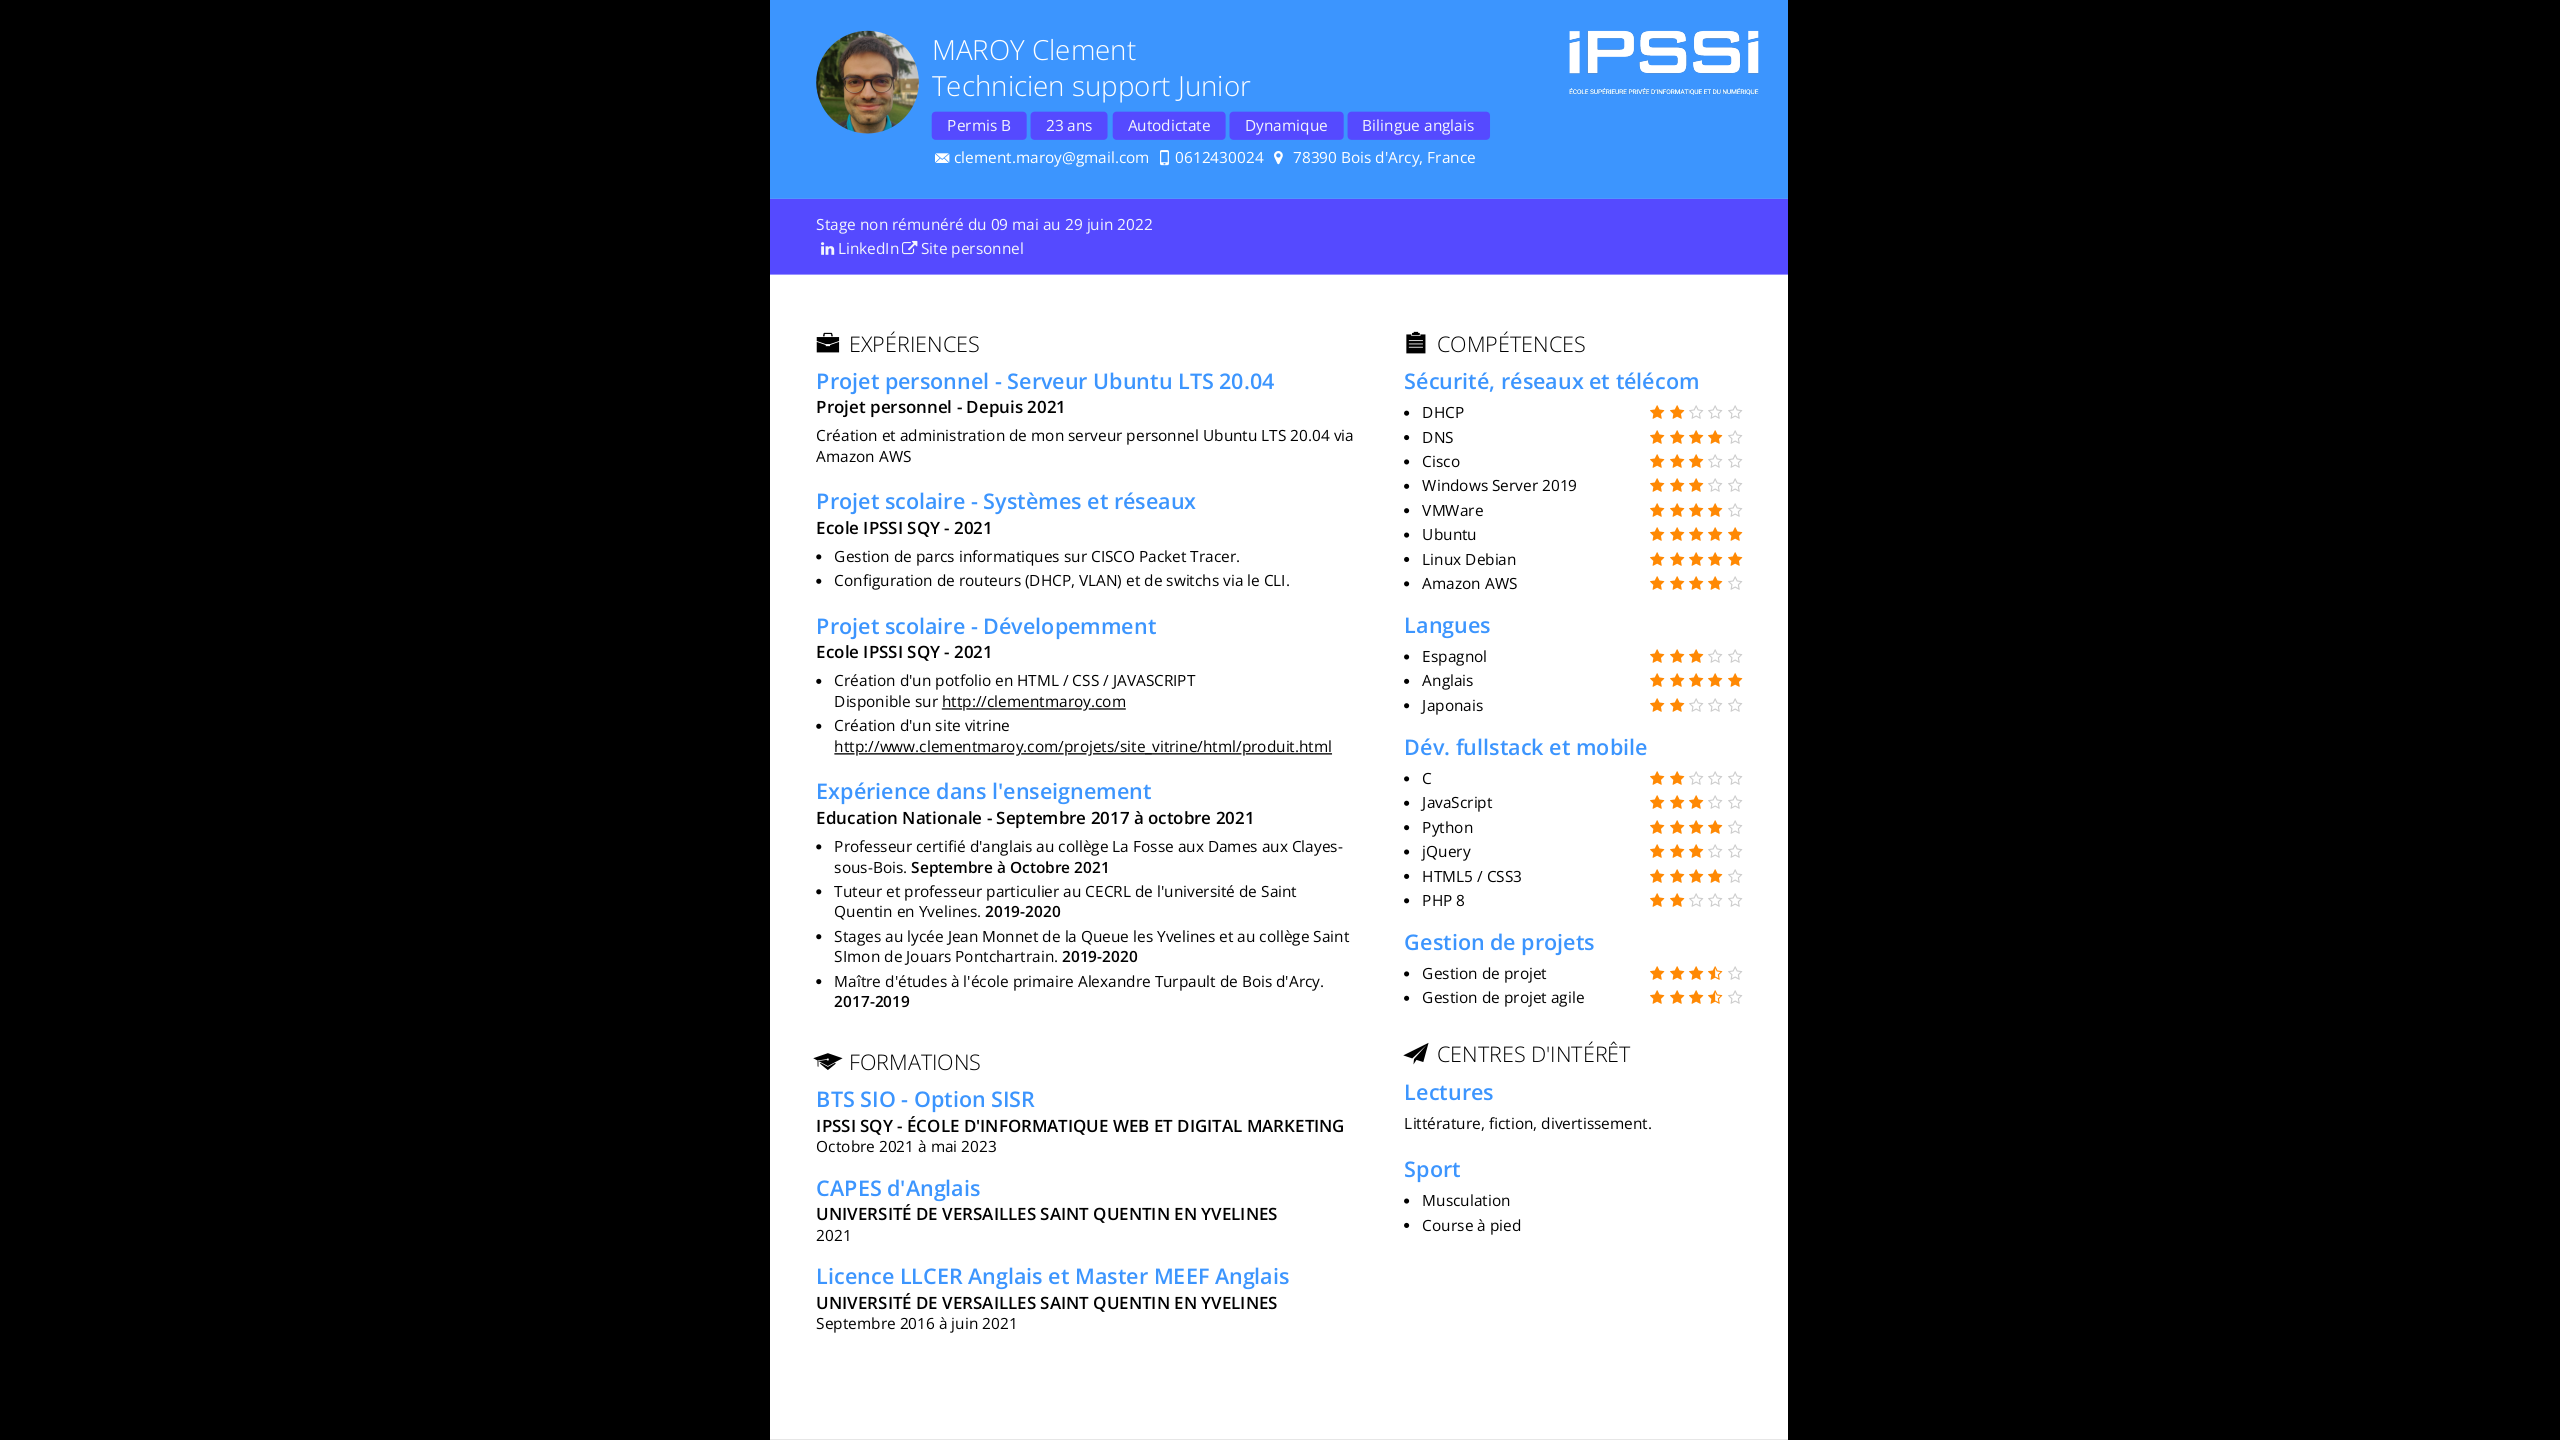 MAROY Clement
Technicien support Junior
Permis B
23 ans
Autodictate
Dynamique
Bilingue anglais
clement.maroy@gmail.com 0612430024 78390 Bois d'Arcy, France
iPSSi
ÉCOLE SUPÉRIEURE PRIVÉE D'INFORMATIQUE ET DU NUMÉRIQUE
Stage non rémunéré du 09 mai au 29 juin 2022
in LinkedIn Site personnel
EXPÉRIENCES
Projet personnel - Serveur Ubuntu LTS 20.04
Projet personnel - Depuis 2021
Création et administration de mon serveur personnel Ubuntu LTS 20.04 via
Amazon AWS
Projet scolaire - Systèmes et réseaux
Ecole IPSSI SQY - 2021
• Gestion de parcs informatiques sur CISCO Packet Tracer.
• Configuration de routeurs (DHCP, VLAN) et de switchs via le CLI.
Projet scolaire - Dévelopemment
Ecole IPSSI SQY - 2021
• Création d'un potfolio en HTML / CSS / JAVASCRIPT
Disponible sur http://clementmaroy.com
• Création d'un site vitrine
http://www.clementmaroy.com/projets/site_vitrine/html/produit.html
Expérience dans l'enseignement
Education Nationale - Septembre 2017 à octobre 2021
• Professeur certifié d'anglais au collège La Fosse aux Dames aux Clayes-
sous-Bois. Septembre à Octobre 2021
• Tuteur et professeur particulier au CECRL de l'université de Saint
Quentin en Yvelines. 2019-2020
• Stages au lycée Jean Monnet de la Queue les Yvelines et au collège Saint
SImon de Jouars Pontchartrain. 2019-2020
• Maître d'études à l'école primaire Alexandre Turpault de Bois d'Arcy.
2017-2019
FORMATIONS
BTS SIO - Option SISR
IPSSI SQY - ÉCOLE D'INFORMATIQUE WEB ET DIGITAL MARKETING
Octobre 2021 à mai 2023
CAPES d'Anglais
UNIVERSITÉ DE VERSAILLES SAINT QUENTIN EN YVELINES
2021
Licence LLCER Anglais et Master MEEF Anglais
UNIVERSITÉ DE VERSAILLES SAINT QUENTIN EN YVELINES
Septembre 2016 à juin 2021
COMPÉTENCES
Sécurité, réseaux et télécom
• DHCP
• DNS
• Cisco
• Windows Server 2019
• VMWare
• Ubuntu
• Linux Debian
• Amazon AWS
Langues
• Espagnol
• Anglais
• Japonais
Dév. fullstack et mobile
• C
• JavaScript
• Python
• jQuery
• HTML5 / CSS3
• PHP 8
Gestion de projets
• Gestion de projet
• Gestion de projet agile
CENTRES D'INTÉRÊT
Lectures
Littérature, fiction, divertissement.
Sport
• Musculation
• Course à pied